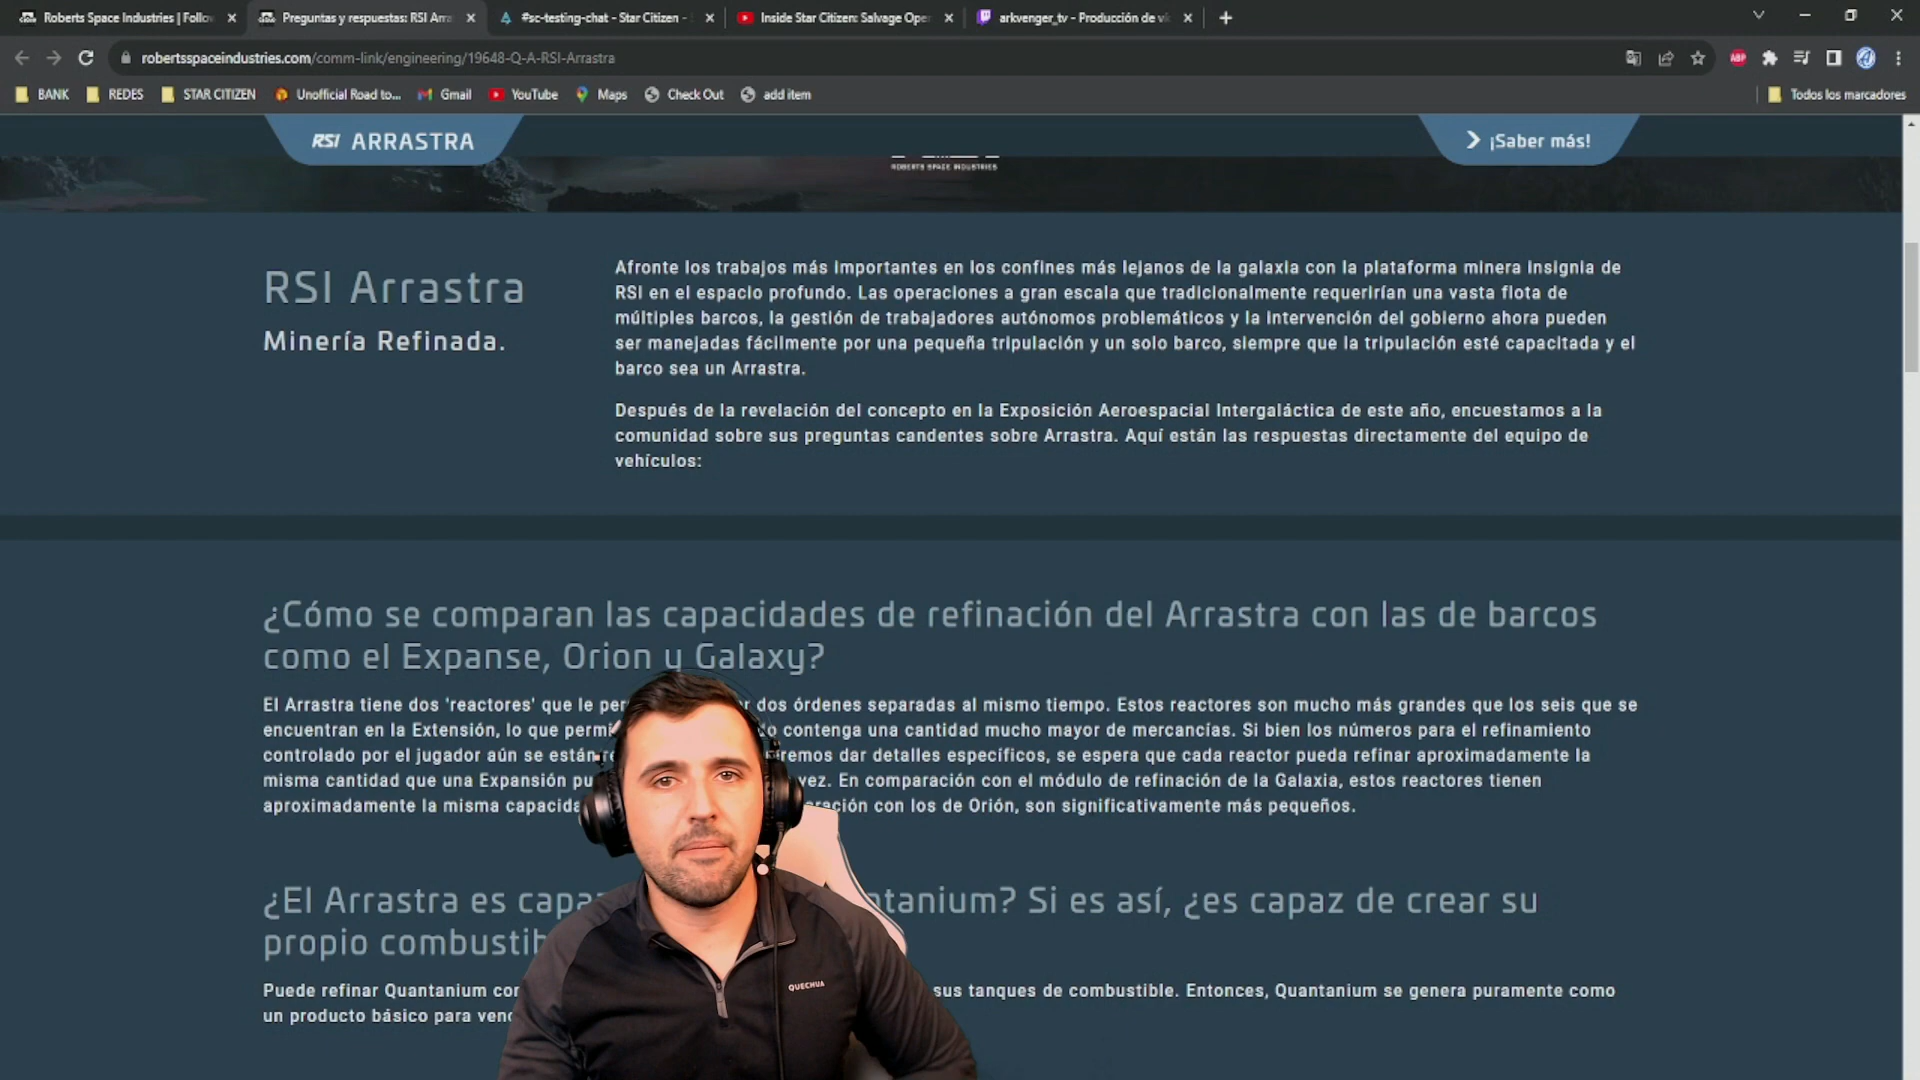 Roberts Space Industries | Follow
Preguntas y respuestas: RSI Arra
#sc-testing-chat - Star Citizen -
Inside Star Citizen: Salvage Oper
arkvenger_tv - Producción de
robertsspaceindustries.com/comm-link/engineering/19648-Q-A-RSI-Arrastra
ABP
BANK
REDES
STAR CITIZEN
Unofficial Road to...
Gmail
YouTube
Maps
Check Out
add item
Todos los marcadores
RSI ARRASTRA
¡Saber más!
ROBERTS SPACE INDUSTRIES
RSI Arrastra
Minería Refinada.
Afronte los trabajos más importantes en los confines más lejanos de la galaxia con la plataforma minera insignia de
RSI en el espacio profundo. Las operaciones a gran escala que tradicionalmente requerirían una vasta flota de
múltiples barcos, la gestión de trabajadores autónomos problemáticos y la intervención del gobierno ahora pueden
ser manejadas fácilmente por una pequeña tripulación y un solo barco, siempre que la tripulación esté capacitada y el
barco sea un Arrastra.
Después de la revelación del concepto en la Exposición Aeroespacial Intergaláctica de este año, encuestamos a la
comunidad sobre sus preguntas candentes sobre Arrastra. Aquí están las respuestas directamente del equipo de
vehículos:
¿Cómo se comparan las capacidades de refinación del Arrastra con las de barcos
como el Expanse, Orion y Galaxy?
El Arrastra tiene dos 'reactores' que le per dos órdenes separadas al mismo tiempo. Estos reactores son mucho más grandes que los seis que se
encuentran en la Extensión, lo que permi contenga una cantidad mucho mayor de mercancías. Si bien los números para el refinamiento
controlado por el jugador aún se están remos dar detalles específicos, se espera que cada reactor pueda refinar aproximadamente la
misma cantidad que una Expansión pu vez. En comparación con el módulo de refinación de la Galaxia, estos reactores tienen
aproximadamente la misma capacida ración con los de Orión, son significativamente más pequeños.
¿El Arrastra es capa ntanium? Si es así, ¿es capaz de crear su
propio combustib
Puede refinar Quantanium con sus tanques de combustible. Entonces, Quantanium se genera puramente como
un producto básico para vend
QUECHUA